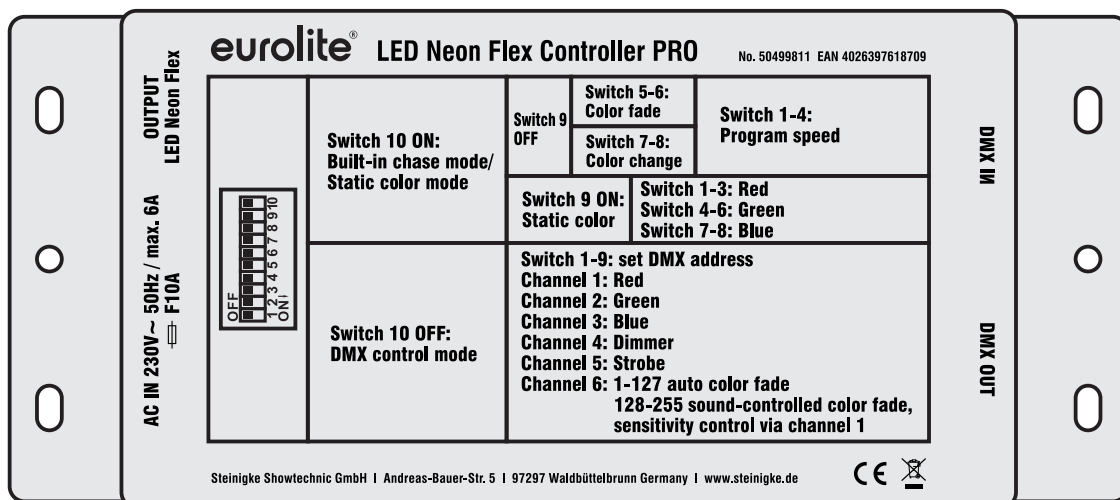 eurolite® LED Neon Flex Controller PRO No. 50499811 EAN 4026397618709
OUTPUT
LED Neon Flex
AC IN 230V~ 50Hz / max. 6A
F10A
OFF
1 2 3 4 5 6 7 8 9 10
ON↓
Switch 10 ON:
Built-in chase mode/
Static color mode
Switch 9
OFF
Switch 5-6:
Color fade
Switch 7-8:
Color change
Switch 1-4:
Program speed
Switch 9 ON:
Static color
Switch 1-3: Red
Switch 4-6: Green
Switch 7-8: Blue
Switch 10 OFF:
DMX control mode
Switch 1-9: set DMX address
Channel 1: Red
Channel 2: Green
Channel 3: Blue
Channel 4: Dimmer
Channel 5: Strobe
Channel 6: 1-127 auto color fade
128-255 sound-controlled color fade,
sensitivity control via channel 1
DMX IN
DMX OUT
Steinigke Showtechnic GmbH I Andreas-Bauer-Str. 5 I 97297 Waldbüttelbrunn Germany I www.steinigke.de
CE